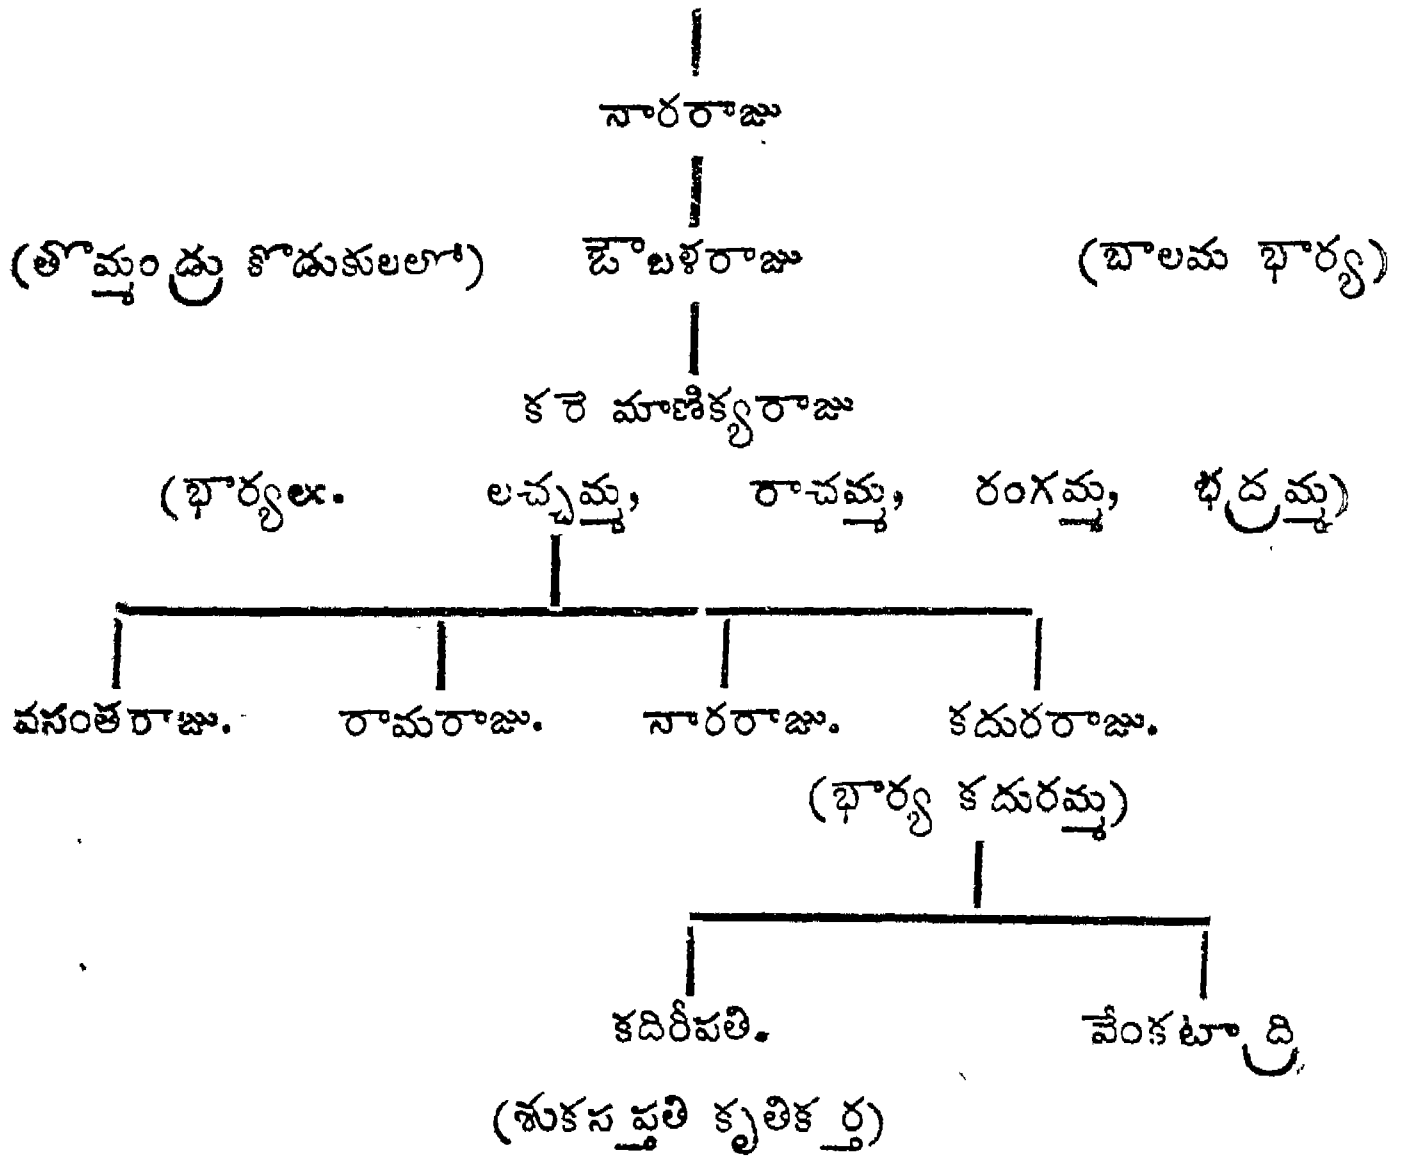 నారరాజు
(తొమ్మండ్రు కొడుకులలో) ఔబళరాజు (బాలమ భార్య)
కరె మాణిక్యరాజు
(భార్యలు. లచ్చమ్మ, రాచమ్మ, రంగమ్మ, భద్రమ్మ)
వసంతరాజు. రామరాజు. నారరాజు. కదురరాజు.
(భార్య కదురమ్మ)
కదిరీపతి. వేంకటాద్రి
(శుకసప్తతి కృతికర్త)